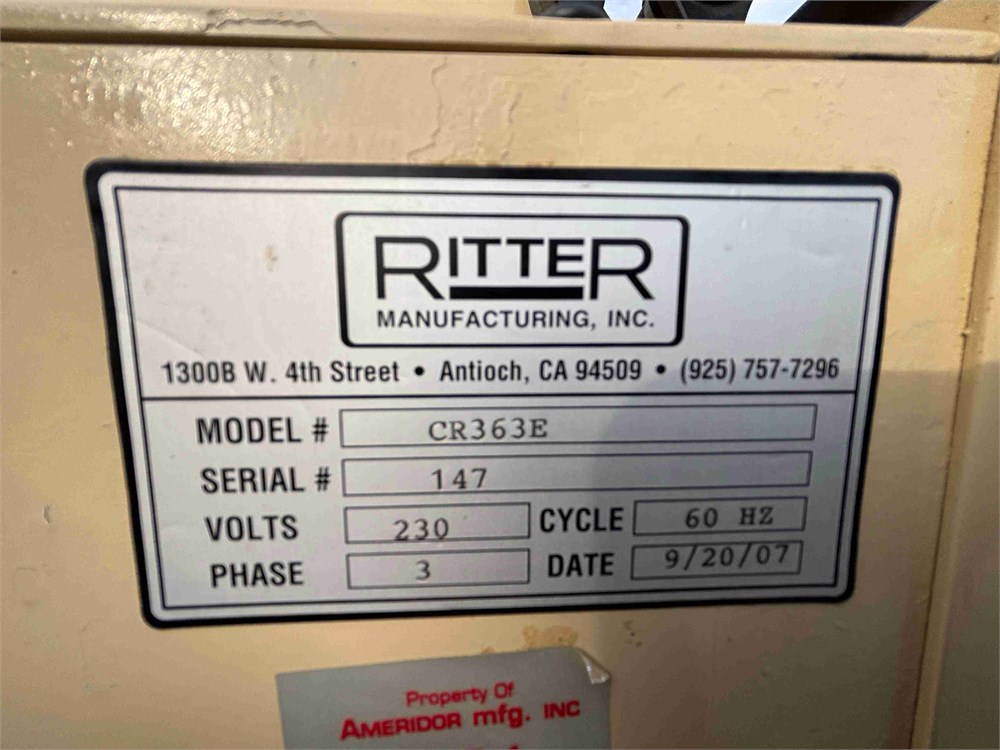 RITTER
MANUFACTURING, INC.
1300B W. 4th Street • Antioch, CA 94509 • (925) 757-7296
MODEL # CR363E
SERIAL # 147
VOLTS 230 CYCLE 60 HZ
PHASE 3 DATE 9/20/07
Property Of
AMERIDOR mfg. INC